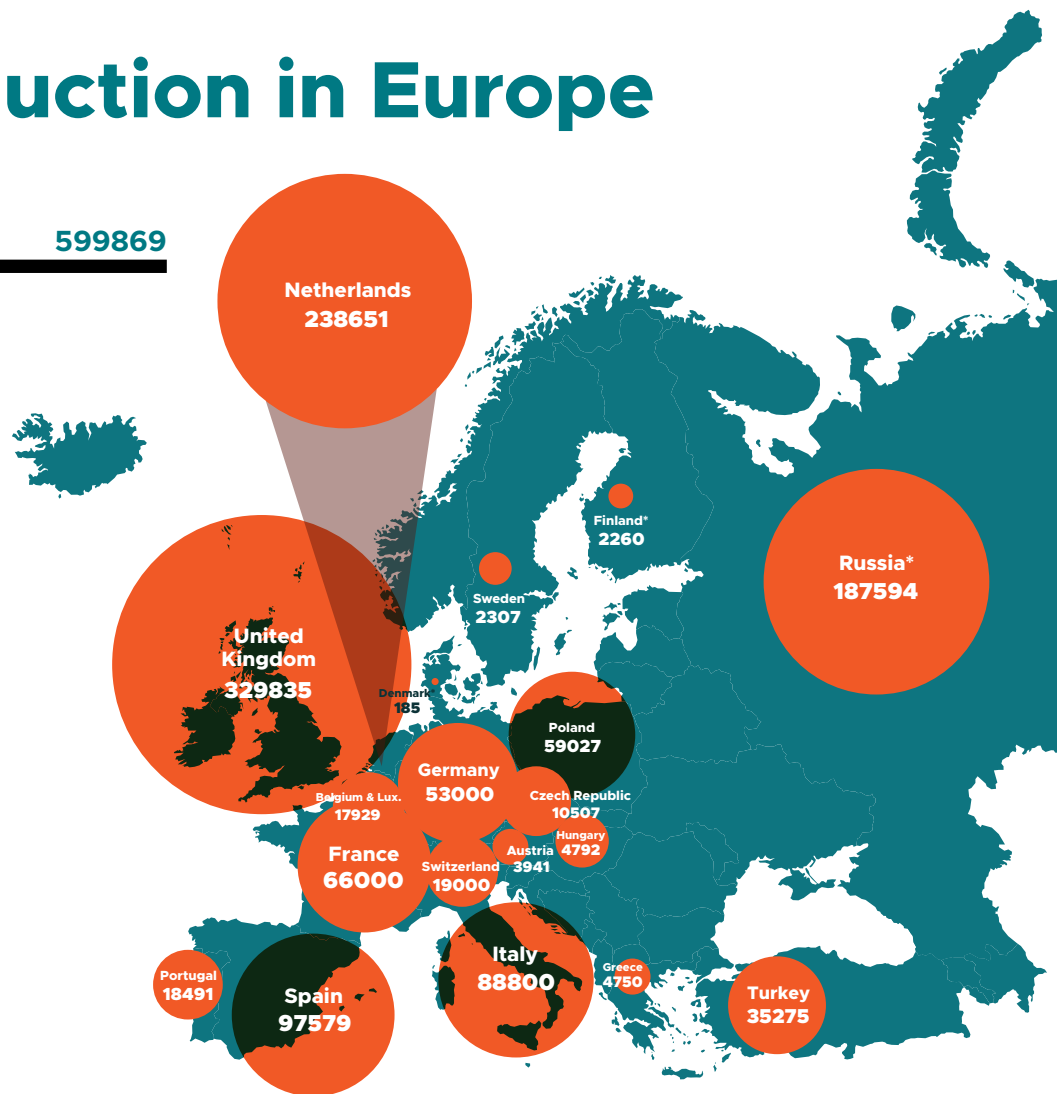 uction in Europe
599869
Netherlands
238651
Finland*
2260
Russia*
187594
Sweden
2307
United
Kingdom
329835
Denmark*
185
Poland
59027
Germany
53000
Czech Republic
10507
Belgium & Lux.
17929
Hungary
4792
Austria
3941
France
66000
Switzerland
19000
Italy
88800
Greece
4750
Portugal
18491
Spain
97579
Turkey
35275